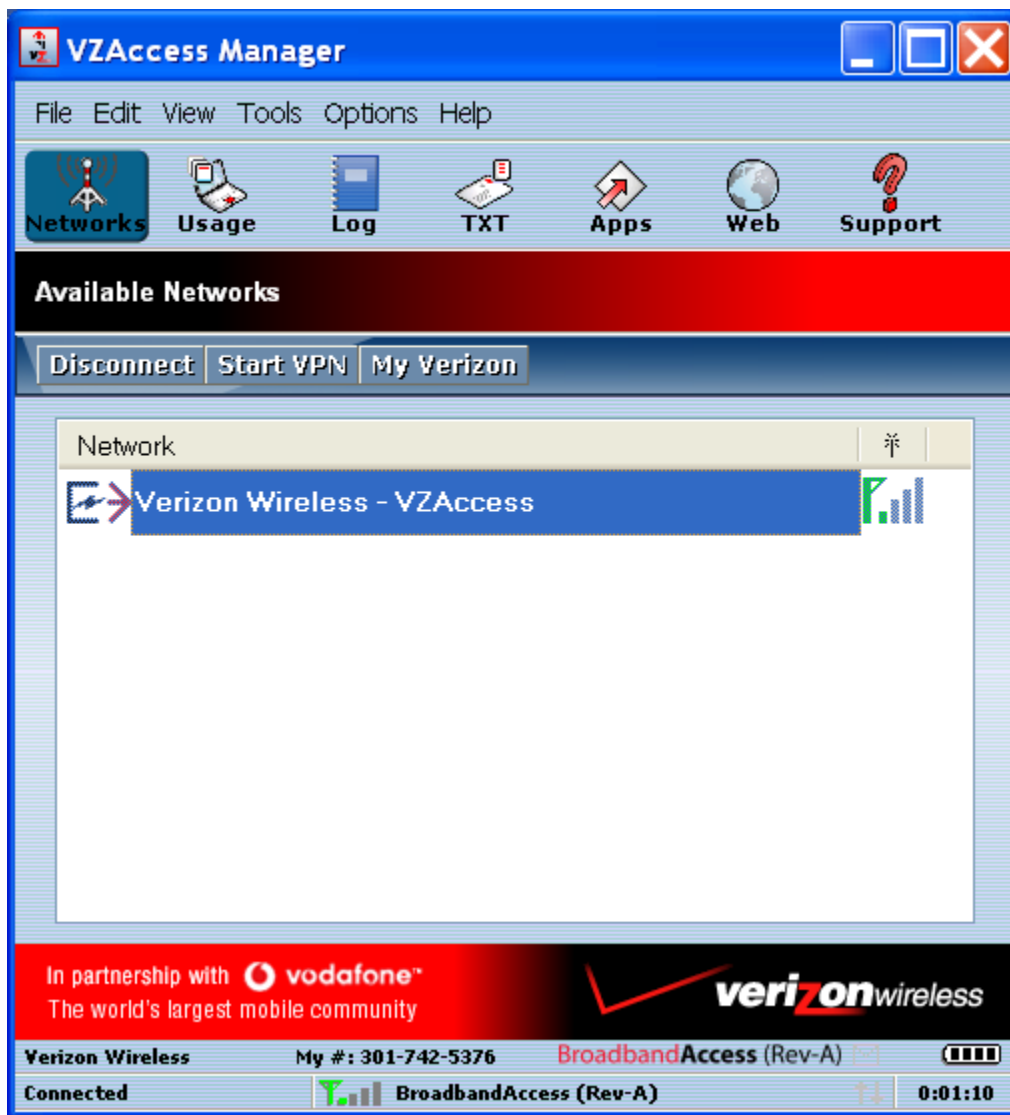 VZAccess Manager
File Edit View Tools Options Help
Networks Usage Log TXT Apps Web Support
Available Networks
Disconnect Start VPN My Verizon
Network
Verizon Wireless - VZAccess
In partnership with vodafone™
The world's largest mobile community
verizonwireless
Verizon Wireless My #: 301-742-5376 BroadbandAccess (Rev-A)
Connected BroadbandAccess (Rev-A) 0:01:10